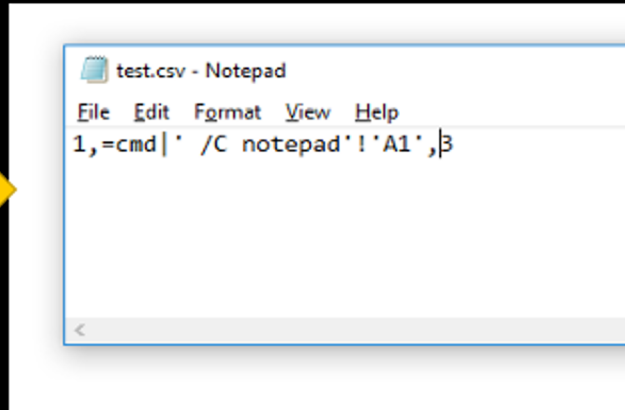 test.csv - Notepad
File Edit Format View Help
1,=cmd|' /C notepad'!'A1',3